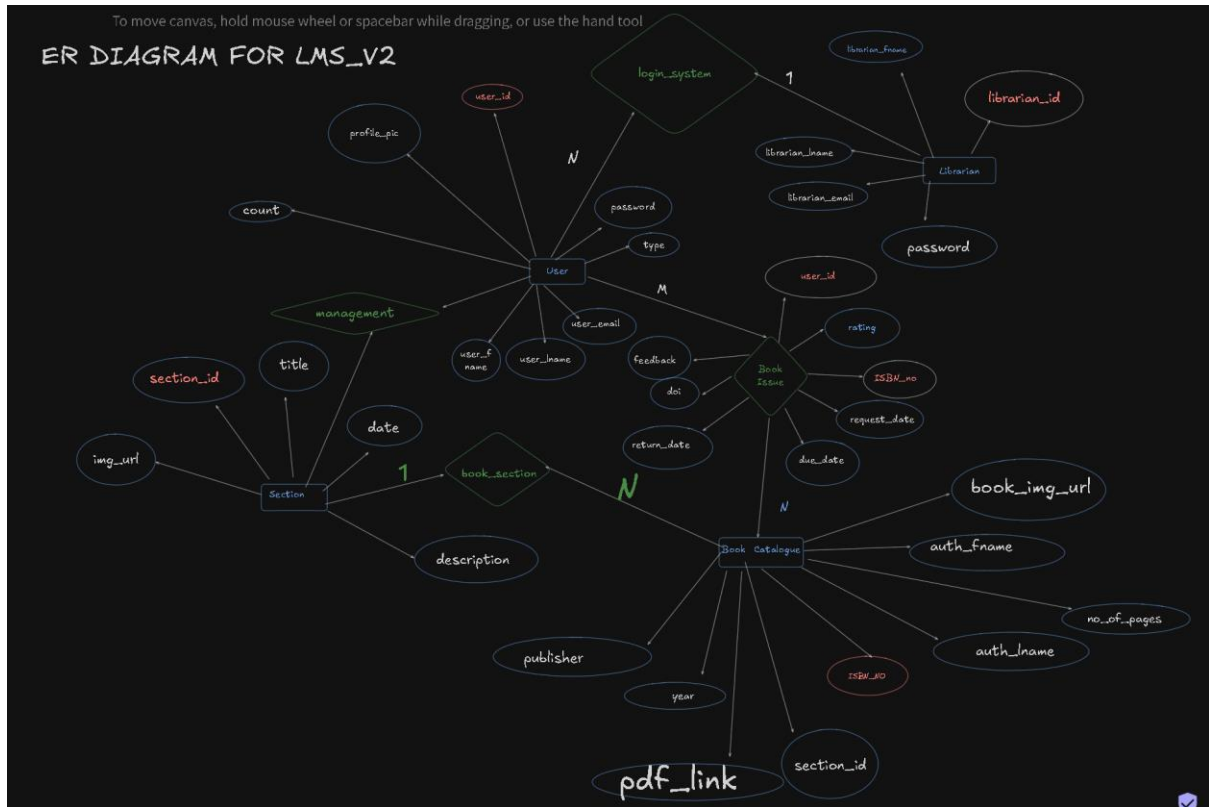 To move canvas, hold mouse wheel or spacebar while dragging, or use the hand tool
ER DIAGRAM FOR LMS_V2
login_system
librarian_fname
1
librarian_id
user_id
profile_pic
N
librarian_lname
Librarian
librarian_email
count
password
type
password
User
user_id
M
management
user_email
rating
user_f
name
user_lname
feedback
Book
Issue
ISBN_no
title
section_id
doi
request_date
date
return_date
due_date
img_url
1
book_section
N
Section
N
book_img_url
description
Book Catalogue
auth_fname
no_of_pages
publisher
auth_lname
ISBN_NO
year
section_id
pdf_link